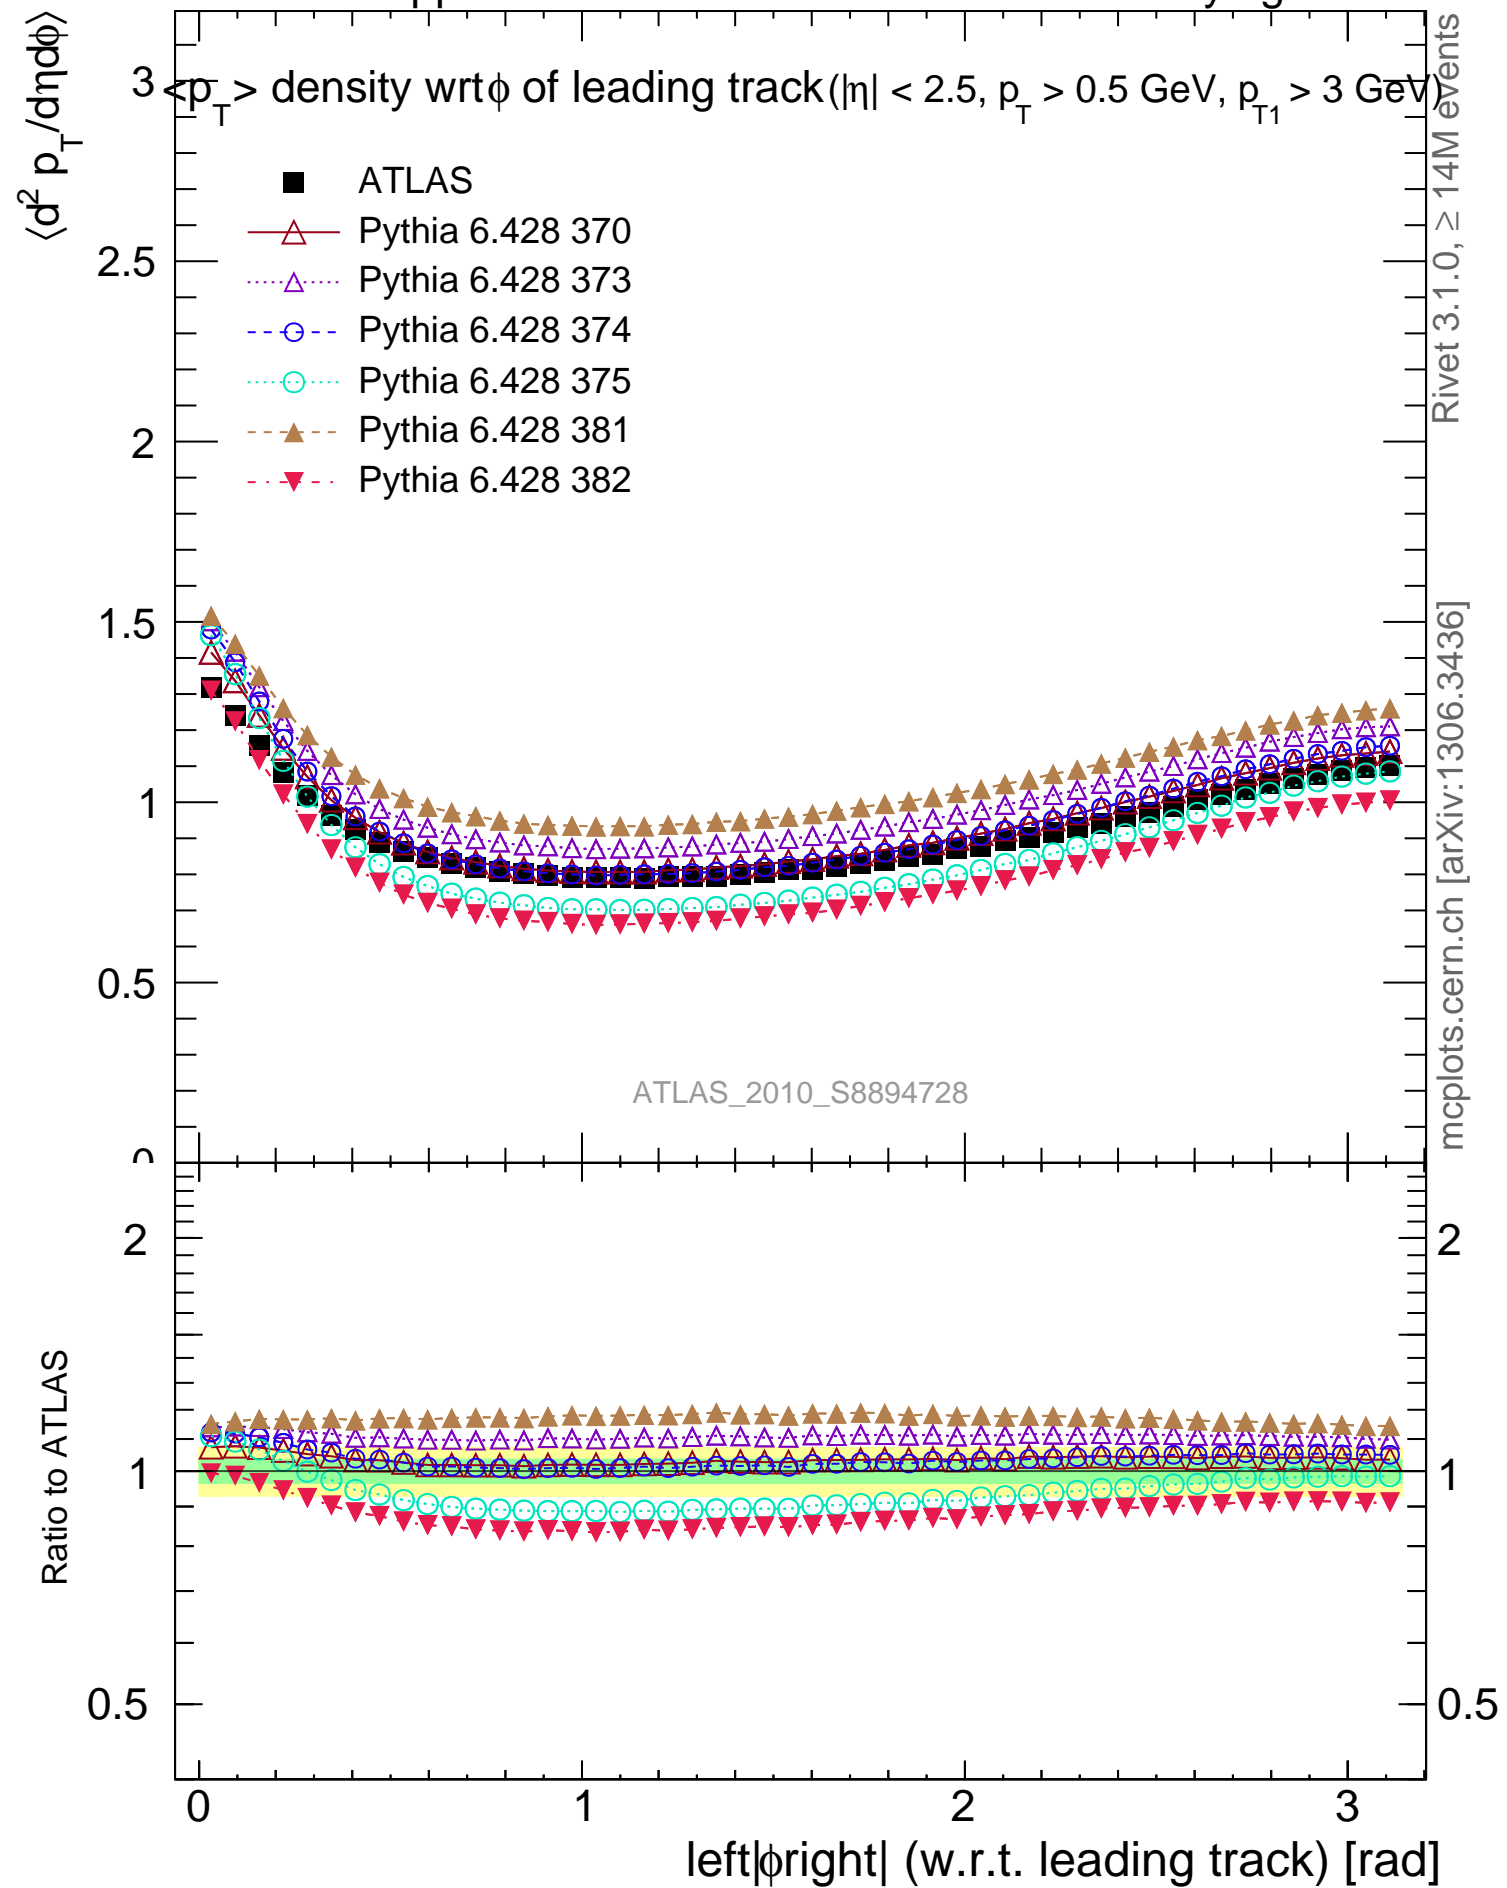 ⟨d² p_T/dηdϕ⟩
<p_T> density wrt ϕ of leading track (|η| < 2.5, p_T > 0.5 GeV, p_T1 > 3 GeV)
ATLAS
Pythia 6.428 370
Pythia 6.428 373
Pythia 6.428 374
Pythia 6.428 375
Pythia 6.428 381
Pythia 6.428 382
3
2.5
2
1.5
1
0.5
0
ATLAS_2010_S8894728
Rivet 3.1.0, ≥ 14M events
mcplots.cern.ch [arXiv:1306.3436]
Ratio to ATLAS
2
1
0.5
2
1
0.5
0
1
2
3
left|ϕright| (w.r.t. leading track) [rad]